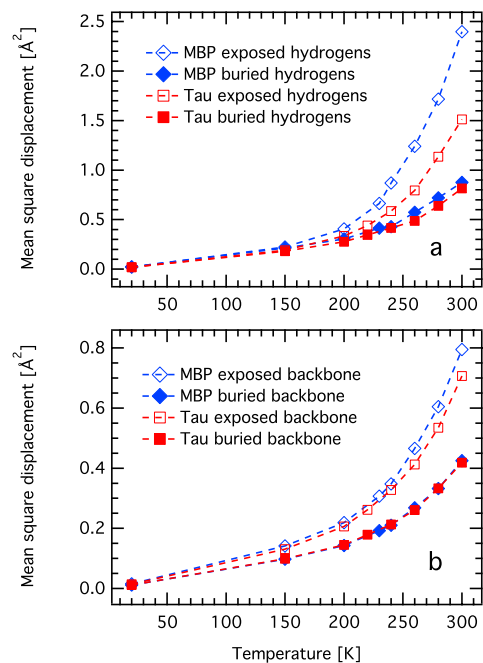 Mean square displacement [Å²]
2.5
2.0
1.5
1.0
0.5
0.0
MBP exposed hydrogens
MBP buried hydrogens
Tau exposed hydrogens
Tau buried hydrogens
a
50 100 150 200 250 300
Mean square displacement [Å²]
0.8
0.6
0.4
0.2
0.0
MBP exposed backbone
MBP buried backbone
Tau exposed backbone
Tau buried backbone
b
50 100 150 200 250 300
Temperature [K]